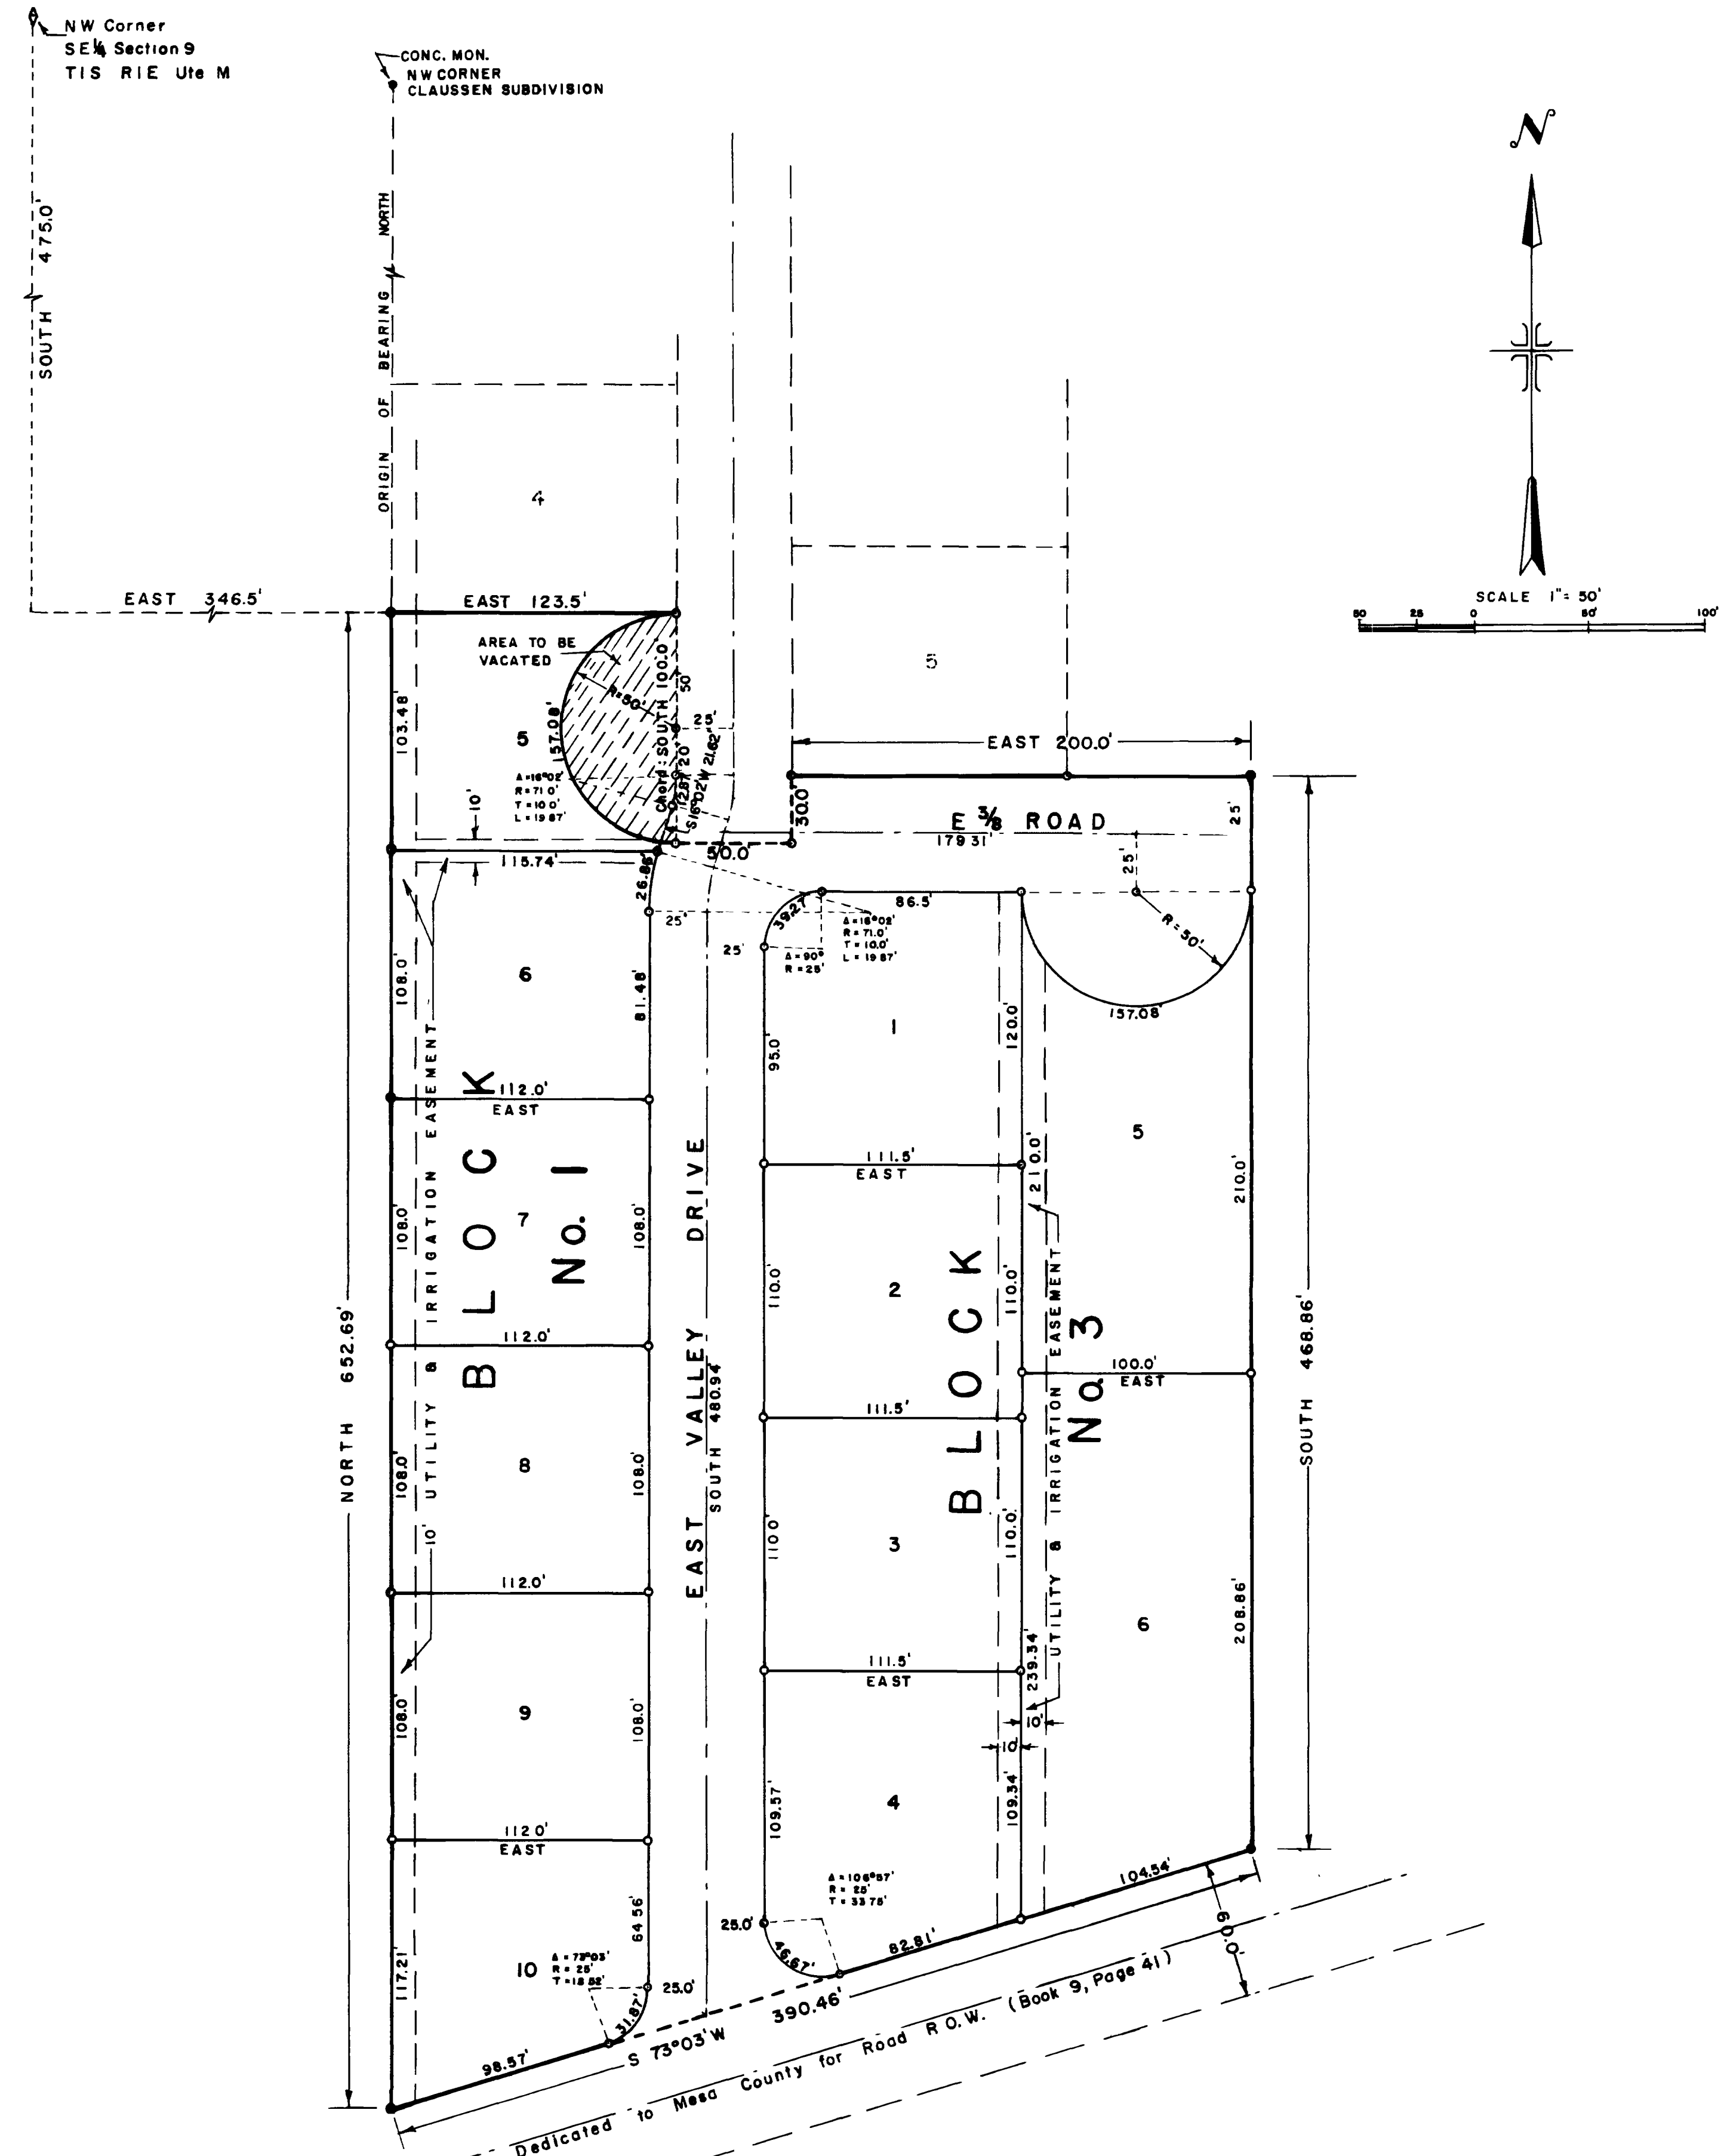 NW Corner
SE¼ Section 9
T1S R1E Ute M
CONC. MON.
NW CORNER
CLAUSSEN SUBDIVISION
N
SOUTH 475.0'
ORIGIN OF BEARING NORTH
4
SCALE 1" = 50'
50 25 0 50' 100'
EAST 346.5'
EAST 123.5'
AREA TO BE
VACATED
R=50'
Chord: SOUTH 100.0'
50'
25'
157.08'
103.48'
5
5
EAST 200.0'
Δ=16°02'
R=71.0'
T=10.0'
L=19.87'
12.87'
20'
S16°02'W 21.62'
30.0'
50.0'
10'
115.74'
26.86'
25'
E 3/8 ROAD
179.31'
25'
25'
R=50'
157.08'
86.5'
39.27'
25'
Δ=16°02'
R=71.0'
T=10.0'
L=19.87'
Δ=90°
R=25'
6
108.0'
81.48'
1
95.0'
120.0'
112.0'
EAST
111.5'
EAST
5
210.0'
210.0'
BLOCK
No. 1
UTILITY & IRRIGATION EASEMENT
10'
7
108.0'
108.0'
EAST VALLEY DRIVE
SOUTH 480.94'
2
110.0'
110.0'
BLOCK
No. 3
UTILITY & IRRIGATION EASEMENT
112.0'
111.5'
100.0'
EAST
NORTH 652.69'
SOUTH 468.86'
8
108.0'
108.0'
3
110.0'
110.0'
6
208.86'
239.34'
112.0'
111.5'
EAST
9
108.0'
108.0'
10'
10'
4
109.57'
109.34'
112.0'
EAST
Δ=106°57'
R=25'
T=33.75'
25.0'
46.67'
82.81'
104.54'
60.0'
64.56'
10
Δ=73°03'
R=25'
T=18.52'
25.0'
31.87'
117.21'
98.57'
S 73°03'W 390.46'
Dedicated to Mesa County for Road R.O.W. (Book 9, Page 41)